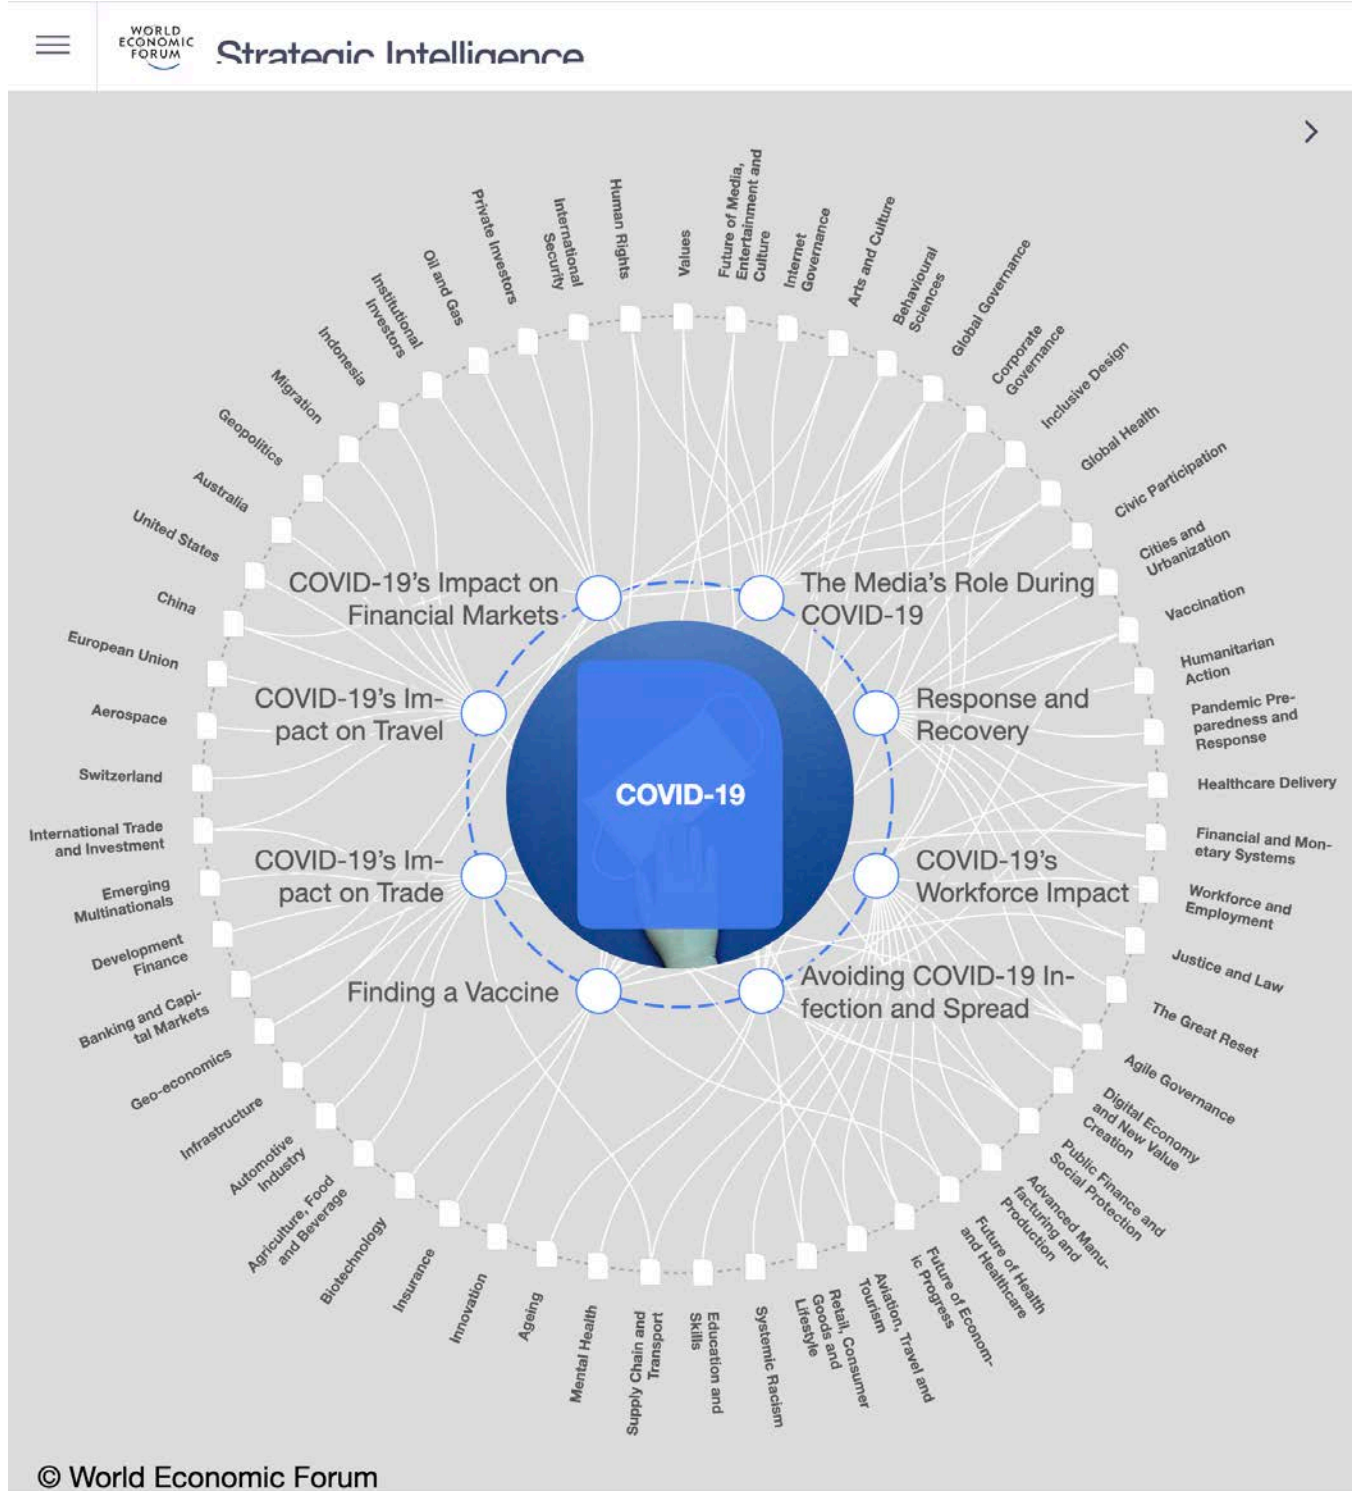 WORLD
ECONOMIC
FORUM
Strategic Intelligence
Human Rights
Values
Future of Media,
Entertainment and
Culture
Internet
Governance
Arts and Culture
Behavioural
Sciences
Global Governance
Corporate
Governance
Inclusive Design
Global Health
Civic Participation
Cities and
Urbanization
Vaccination
Humanitarian
Action
Pandemic Pre-
paredness and
Response
Healthcare Delivery
Financial and Mon-
etary Systems
Workforce and
Employment
Justice and Law
The Great Reset
Agile Governance
Digital Economy
and New Value
Creation
Public Finance and
Social Protection
Advanced Manu-
facturing and
Production
Future of Health
and Healthcare
Future of Econom-
ic Progress
Aviation, Travel and
Tourism
Retail, Consumer
Goods and
Lifestyle
Systemic Racism
Education and
Skills
Supply Chain and
Transport
Mental Health
Ageing
Innovation
Insurance
Biotechnology
Agriculture, Food
and Beverage
Automotive
Industry
Infrastructure
Geo-economics
Banking and Capi-
tal Markets
Development
Finance
Emerging
Multinationals
International Trade
and Investment
Switzerland
Aerospace
European Union
China
United States
Australia
Geopolitics
Migration
Indonesia
Institutional
Investors
Oil and Gas
Private Investors
International
Security
COVID-19's Impact on
Financial Markets
The Media's Role During
COVID-19
COVID-19's Im-
pact on Travel
Response and
Recovery
COVID-19
COVID-19's Im-
pact on Trade
COVID-19's
Workforce Impact
Finding a Vaccine
Avoiding COVID-19 In-
fection and Spread
© World Economic Forum